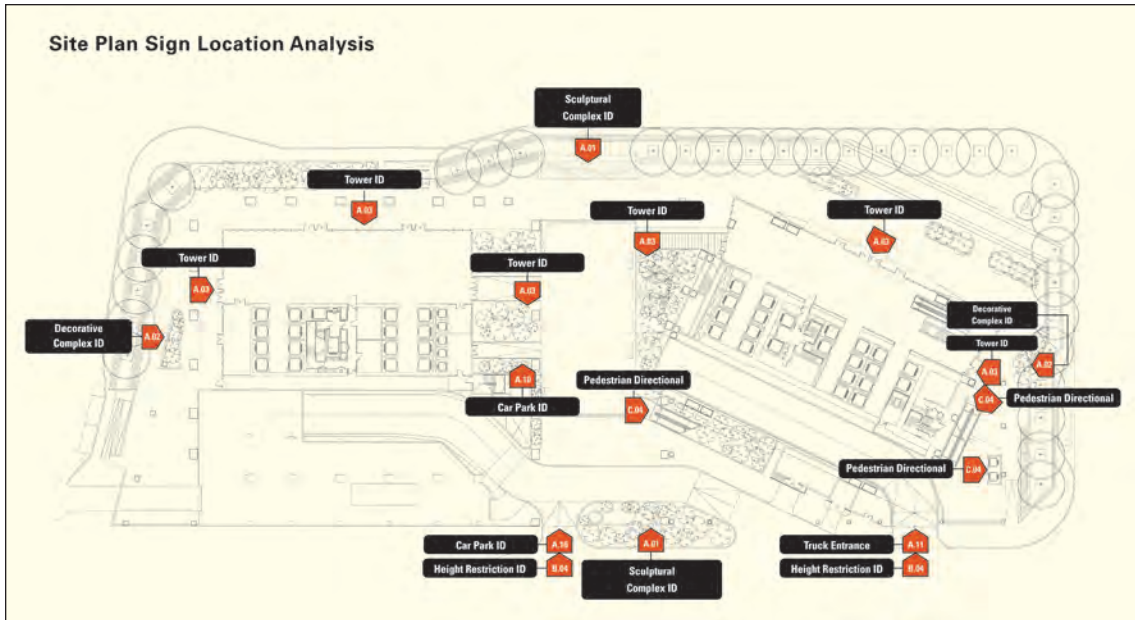 Site Plan Sign Location Analysis
Sculptural
Complex ID
A.01
Tower ID
A.03
Tower ID
A.03
Tower ID
A.03
Tower ID
A.03
Tower ID
A.03
Decorative
Complex ID
A.02
Decorative
Complex ID
A.02
Tower ID
A.03
A.10
Car Park ID
Pedestrian Directional
C.04
C.04
Pedestrian Directional
Pedestrian Directional
C.04
Car Park ID
A.10
Height Restriction ID
B.04
A.01
Sculptural
Complex ID
Truck Entrance
A.11
Height Restriction ID
B.04